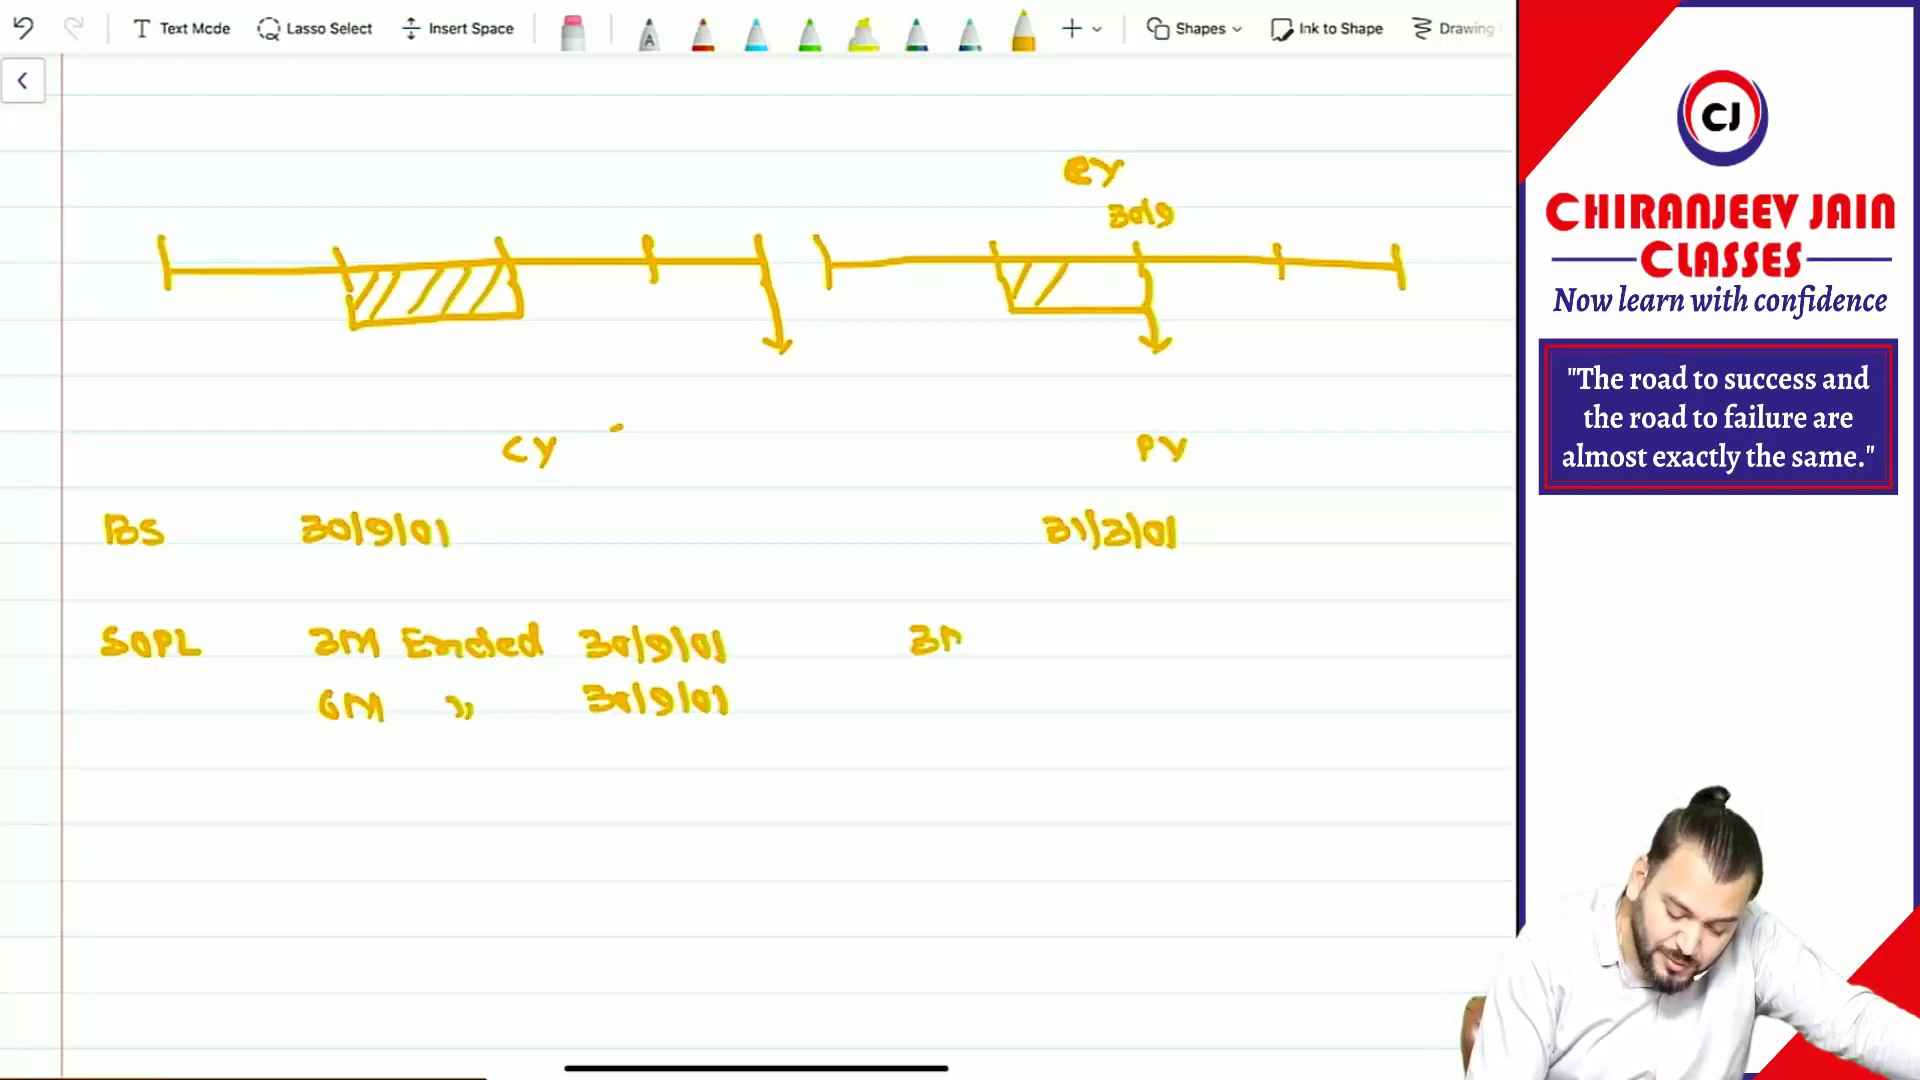 Text Mode Lasso Select Insert Space Shapes Ink to Shape Drawing
CY
30/9
CY PY
BS 30/9/01 31/3/01
SOPL 3M Ended 30/9/01 3M
6M " 30/9/01
CJ
CHIRANJEEV JAIN
CLASSES
Now learn with confidence
"The road to success and
the road to failure are
almost exactly the same."